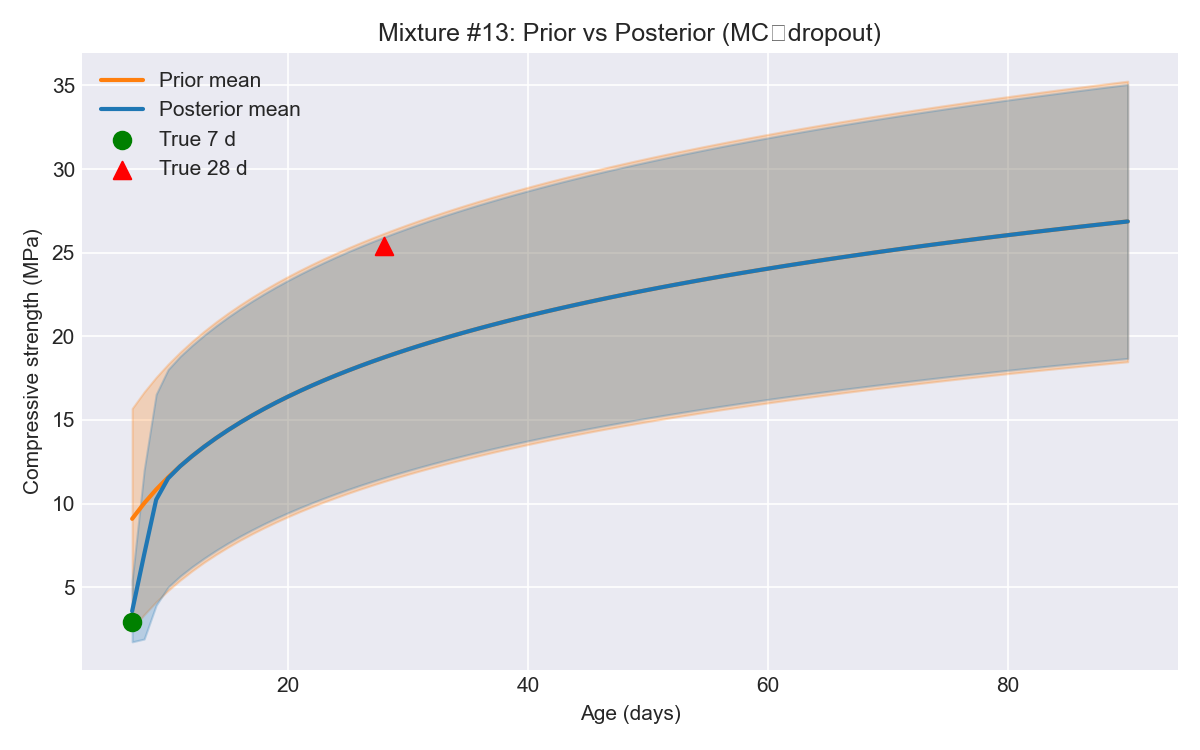 Mixture #13: Prior vs Posterior (MC□dropout)
Prior mean
Posterior mean
True 7 d
True 28 d
Compressive strength (MPa)
35
30
25
20
15
10
5
20
40
60
80
Age (days)